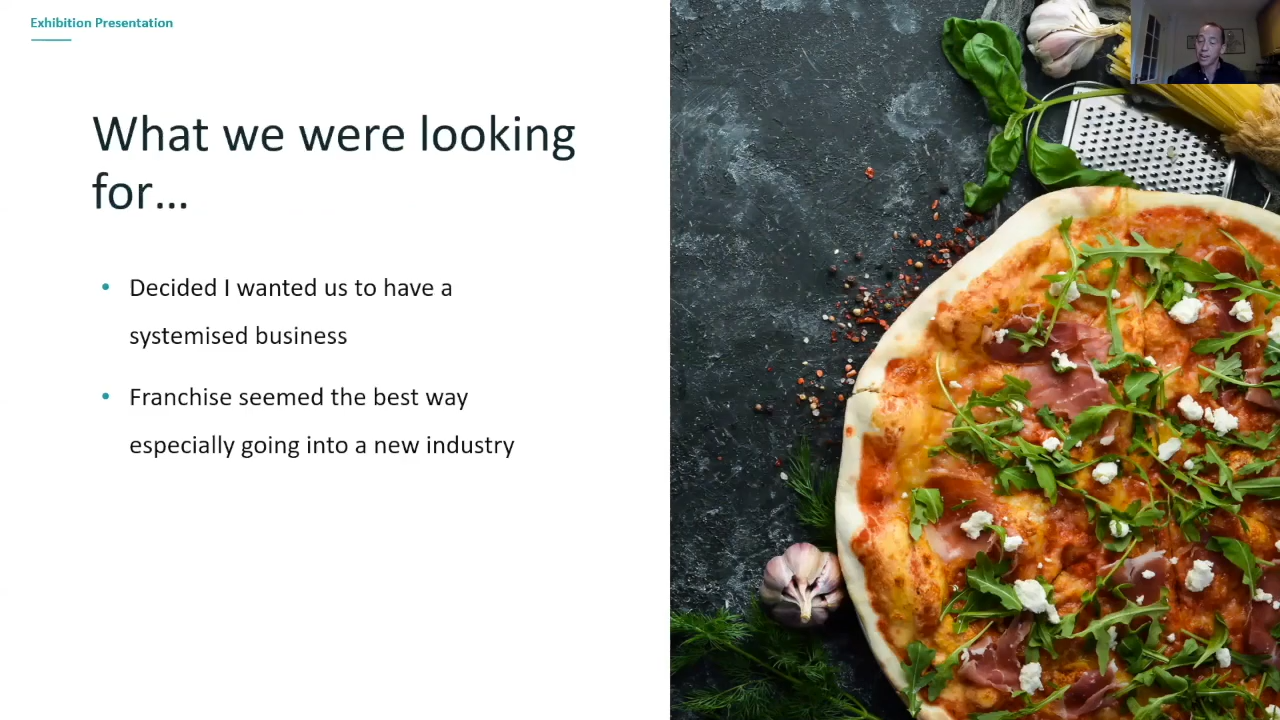 Exhibition Presentation
What we were looking
for...
• Decided I wanted us to have a
systemised business
• Franchise seemed the best way
especially going into a new industry